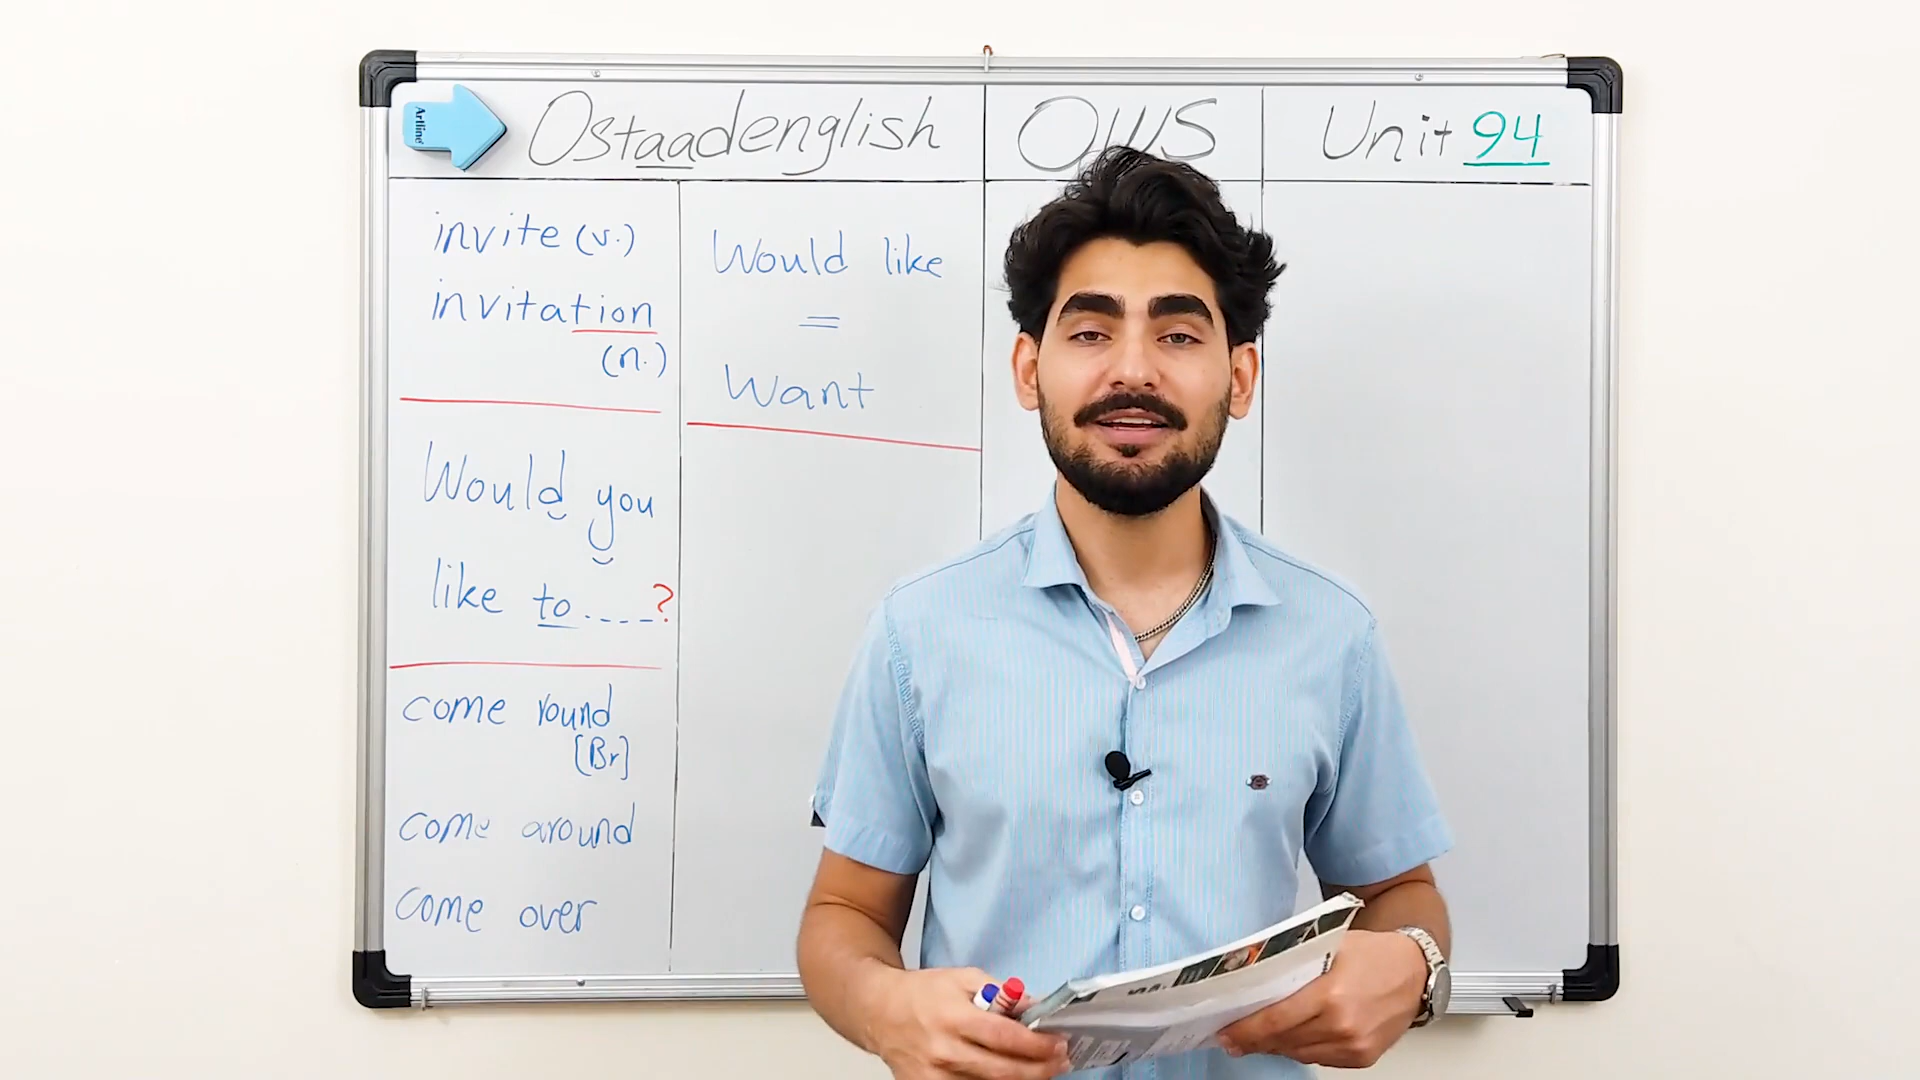 Artline
Ostaadenglish
OWS
Unit 94
invite (v.)
invitation
(n.)
Would you
like to.....?
come round
[Br]
come around
come over
Would like
=
Want